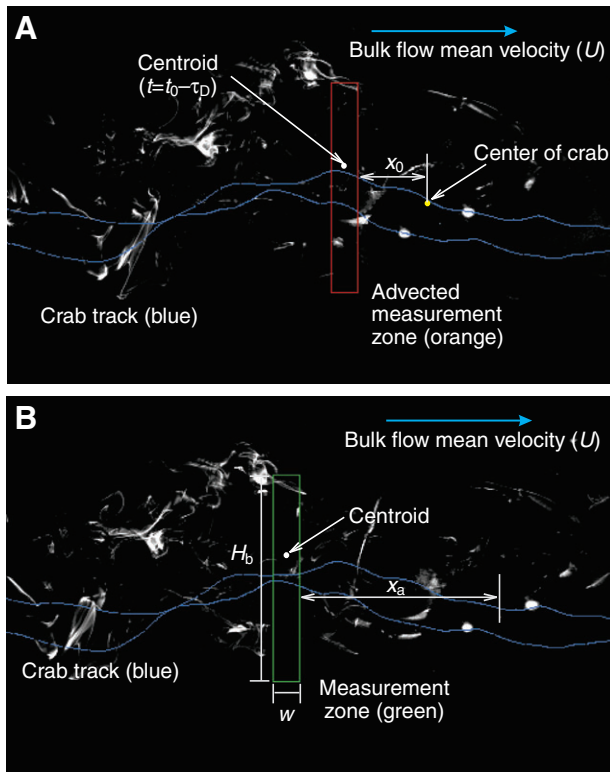 A
Bulk flow mean velocity (U)
Centroid
(t=t0–τD)
x0
Center of crab
Crab track (blue)
Advected
measurement
zone (orange)
B
Bulk flow mean velocity (U)
Centroid
Hb
xa
Crab track (blue)
w
Measurement
zone (green)